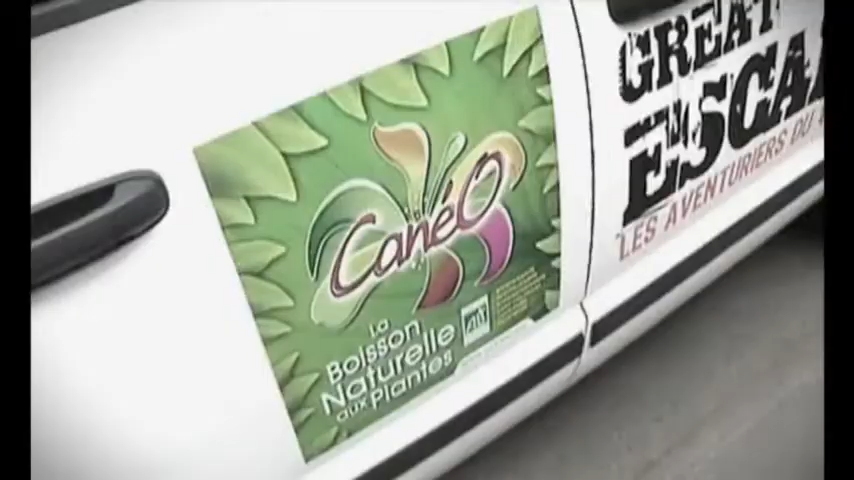 CanéO
La
Boisson
Naturelle
aux Plantes
GREAT
ESCA
LES AVENTURIERS DU